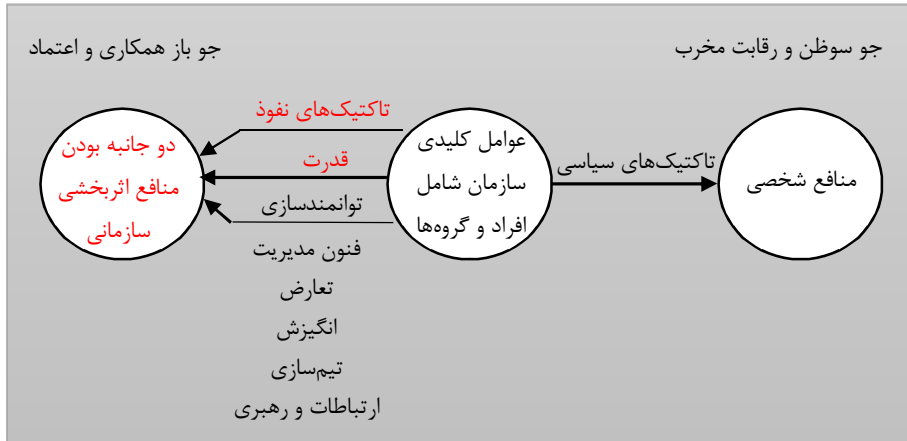 جو سوظن و رقابت مخرب
جو باز همکاری و اعتماد
منافع شخصی
تاکتیک‌های سیاسی
عوامل کلیدی
سازمان شامل
افراد و گروه‌ها
تاکتیک‌های نفوذ
قدرت
توانمندسازی
فنون مدیریت
تعارض
انگیزش
تیم‌سازی
ارتباطات و رهبری
دو جانبه بودن
منافع اثربخشی
سازمانی